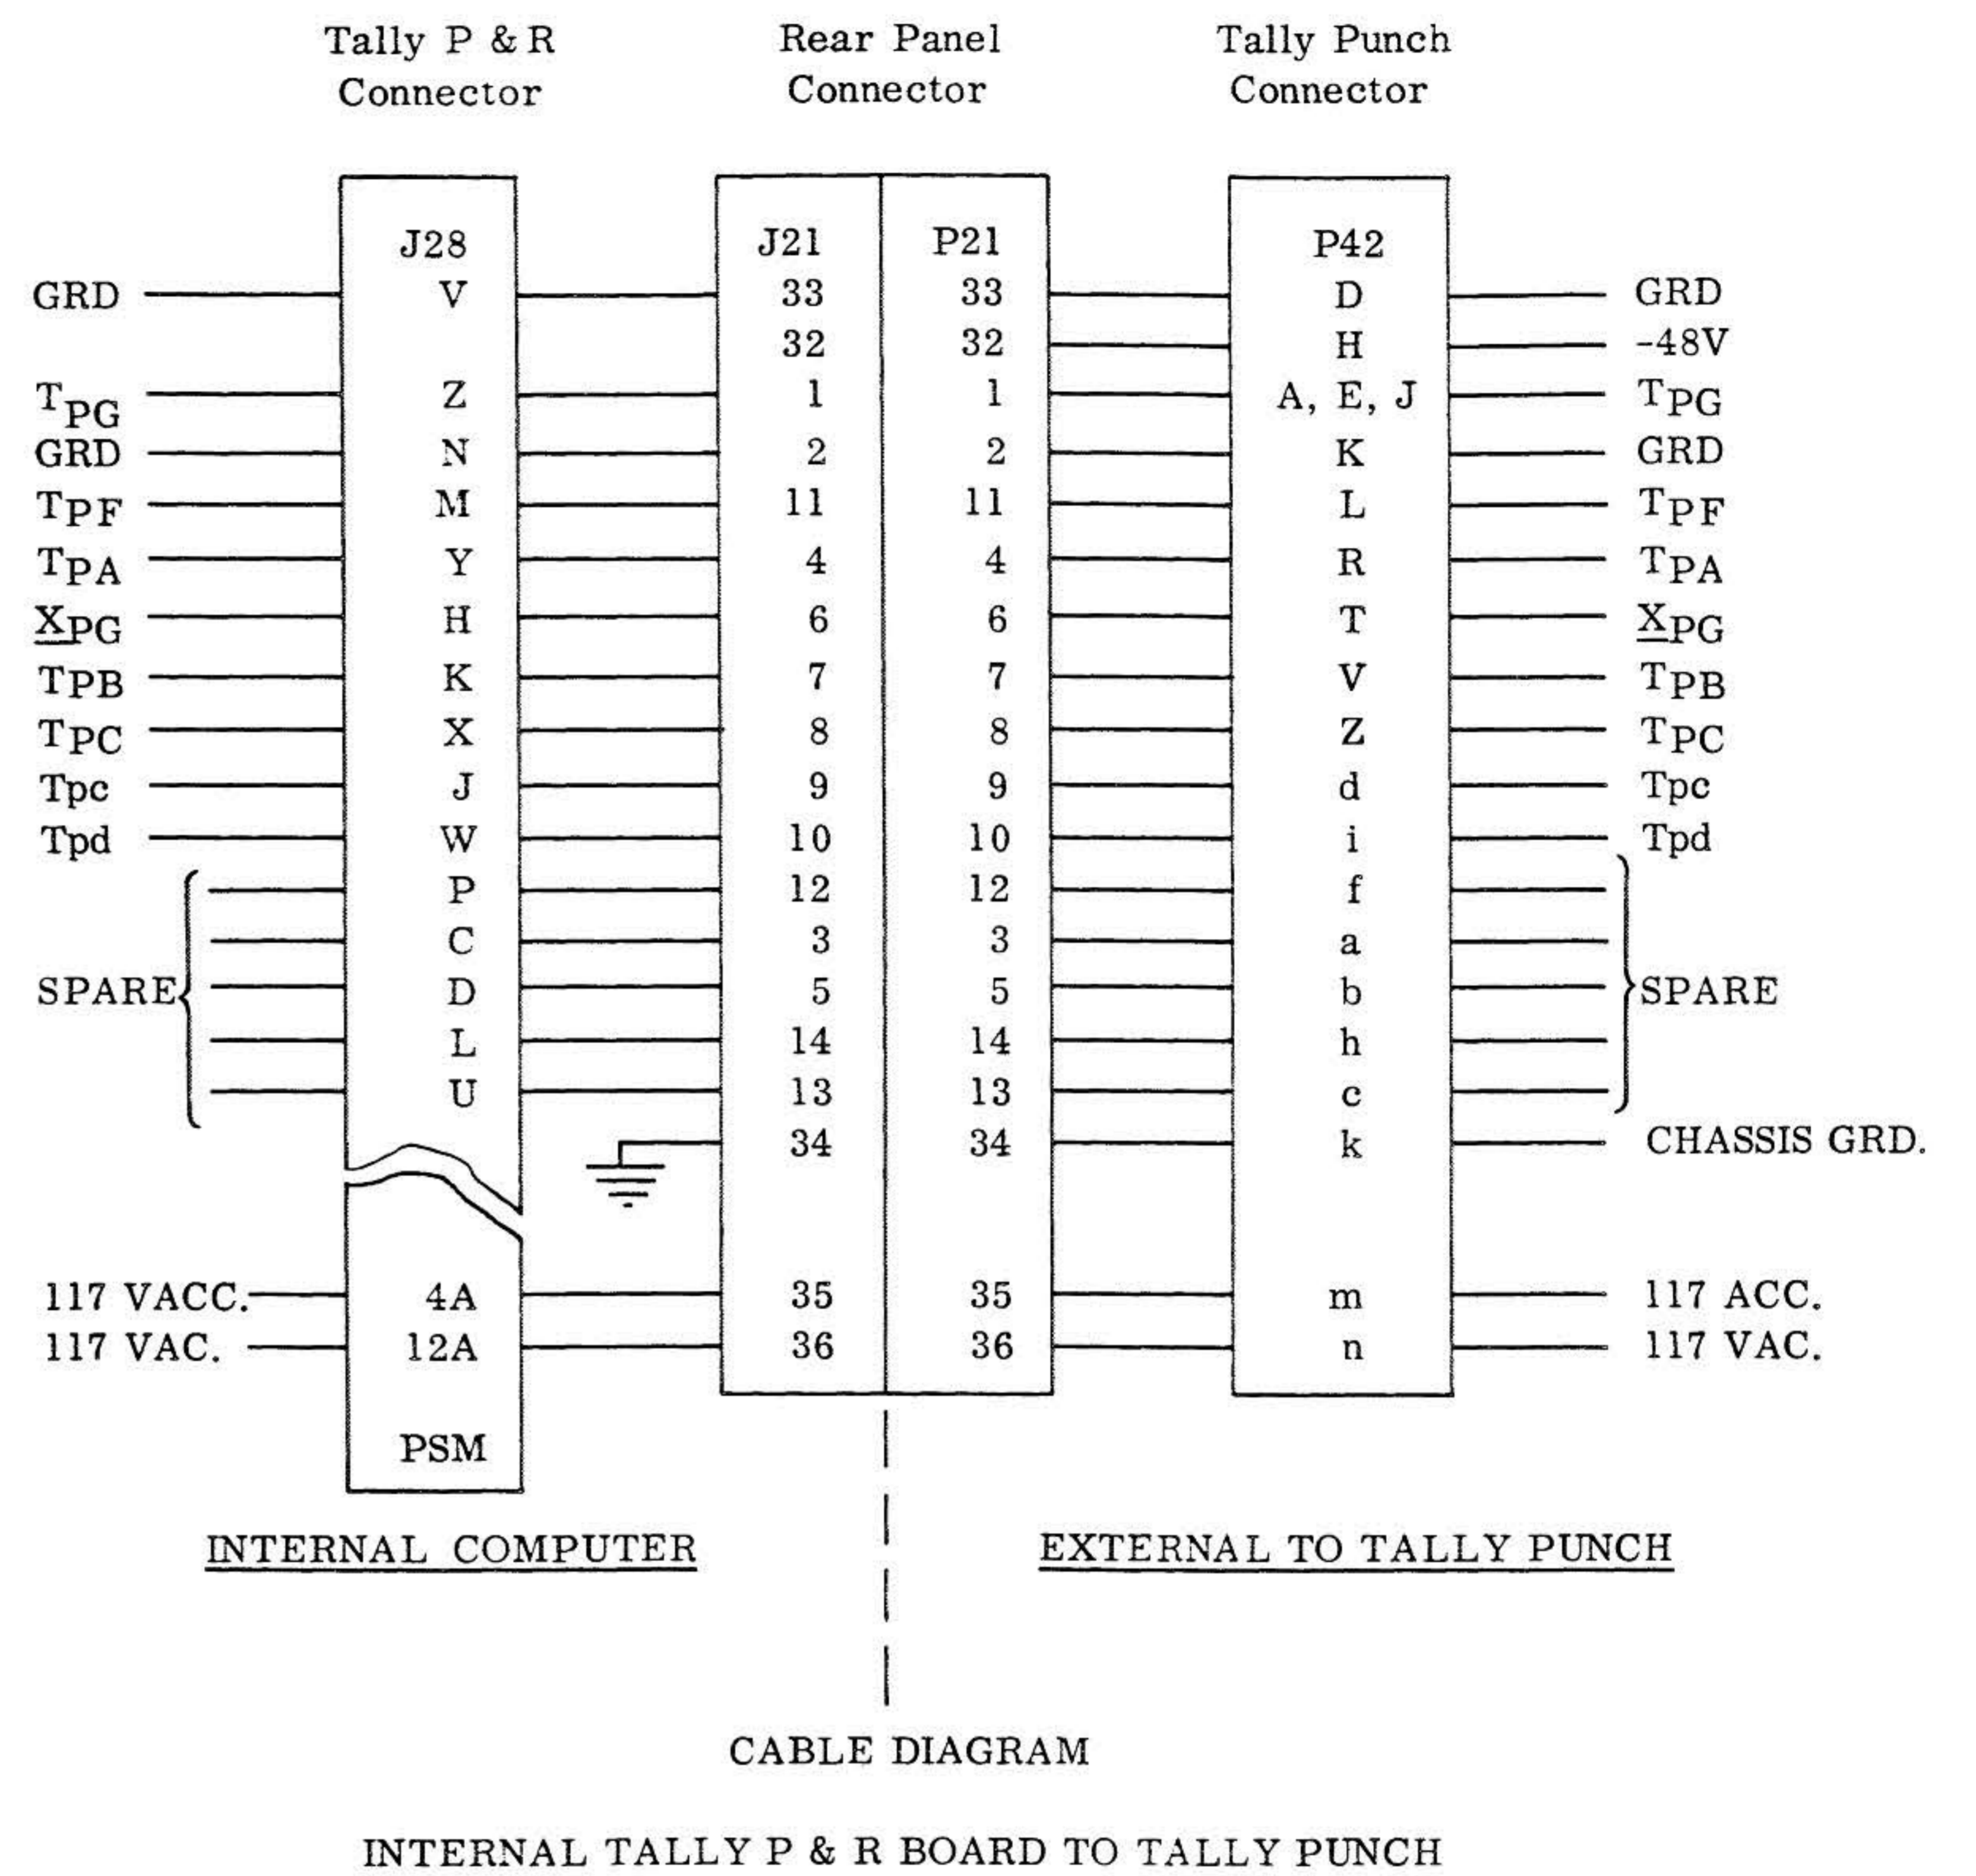 Tally P & R Rear Panel Tally Punch
Connector Connector Connector
J28 J21 P21 P42
GRD V 33 33 D GRD
32 32 H -48V
TPG Z 1 1 A, E, J TPG
GRD N 2 2 K GRD
TPF M 11 11 L TPF
TPA Y 4 4 R TPA
XPG H 6 6 T XPG
TPB K 7 7 V TPB
TPC X 8 8 Z TPC
Tpc J 9 9 d Tpc
Tpd W 10 10 i Tpd
P 12 12 f
C 3 3 a
SPARE D 5 5 b SPARE
L 14 14 h
U 13 13 c
34 34 k CHASSIS GRD.
117 VACC. 4A 35 35 m 117 ACC.
117 VAC. 12A 36 36 n 117 VAC.
PSM
INTERNAL COMPUTER EXTERNAL TO TALLY PUNCH
CABLE DIAGRAM
INTERNAL TALLY P & R BOARD TO TALLY PUNCH